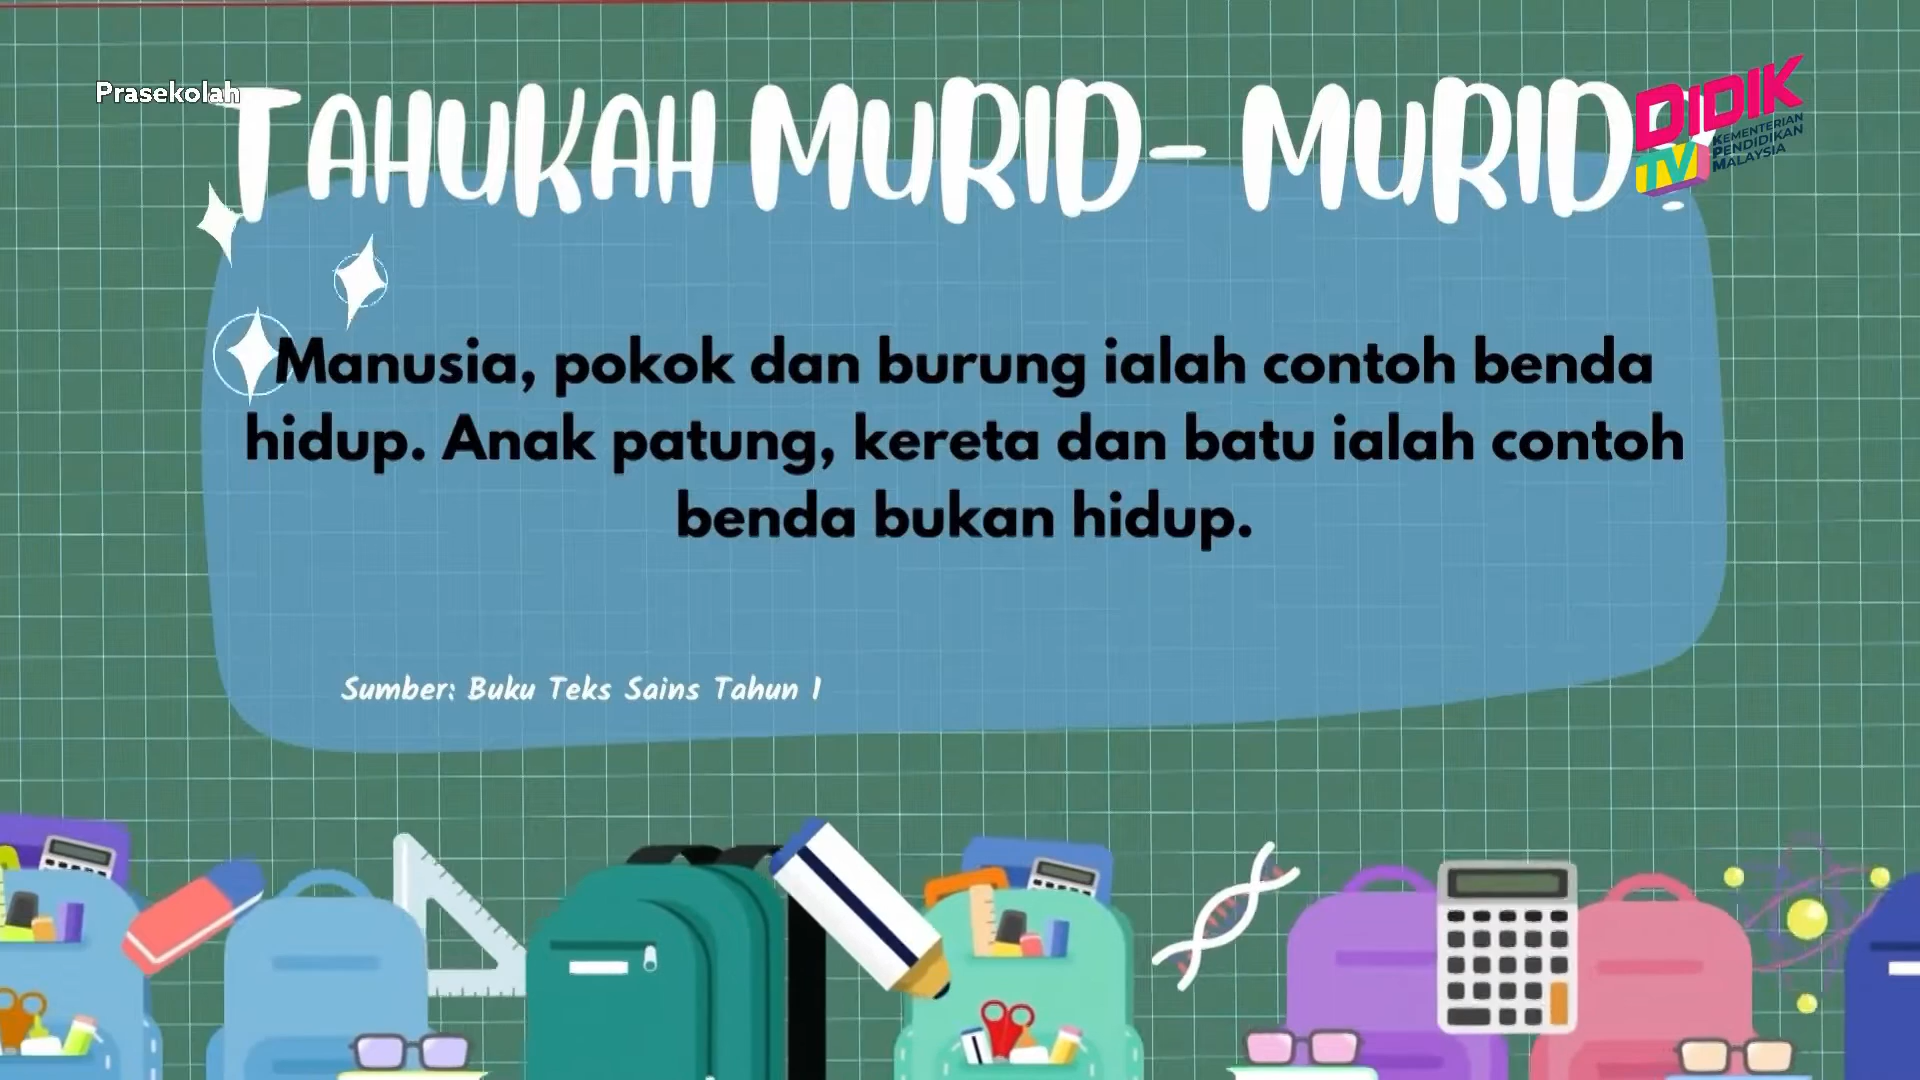 Prasekolah
TAHUKAH MURID- MURID?
DIDIK
TV
KEMENTERIAN
PENDIDIKAN
MALAYSIA
Manusia, pokok dan burung ialah contoh benda
hidup. Anak patung, kereta dan batu ialah contoh
benda bukan hidup.
Sumber: Buku Teks Sains Tahun 1